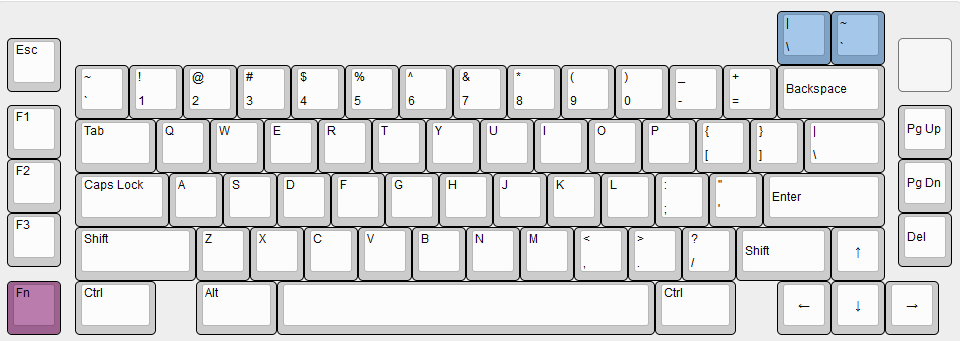 | ~
\ `
Esc
~ ! @ # $ % ^ & * ( ) _ +
` 1 2 3 4 5 6 7 8 9 0 - = Backspace
F1
Tab Q W E R T Y U I O P { } |
[ ] \
Pg Up
F2
Caps Lock A S D F G H J K L : "
; ' Enter
Pg Dn
F3
Shift Z X C V B N M < > ?
, . / Shift ↑
Del
Fn Ctrl Alt Ctrl
← ↓ →